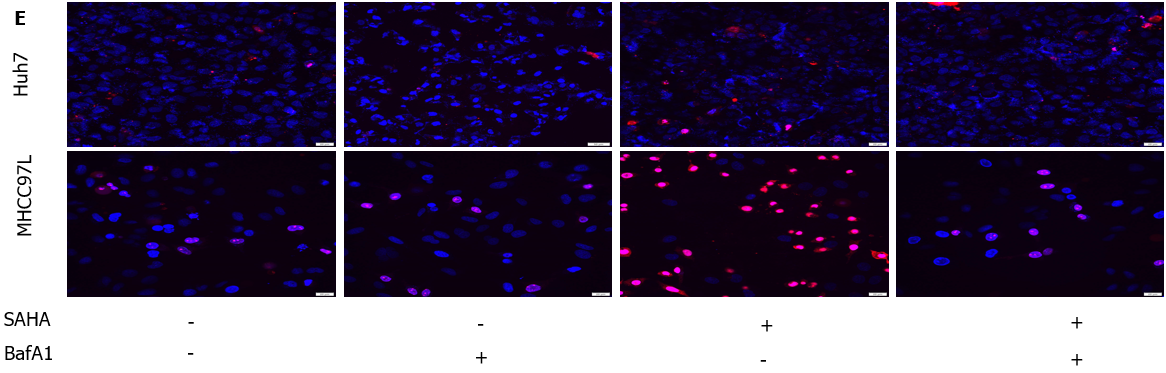 E
Huh7
MHCC97L
SAHA - - + +
BafA1 - + - +